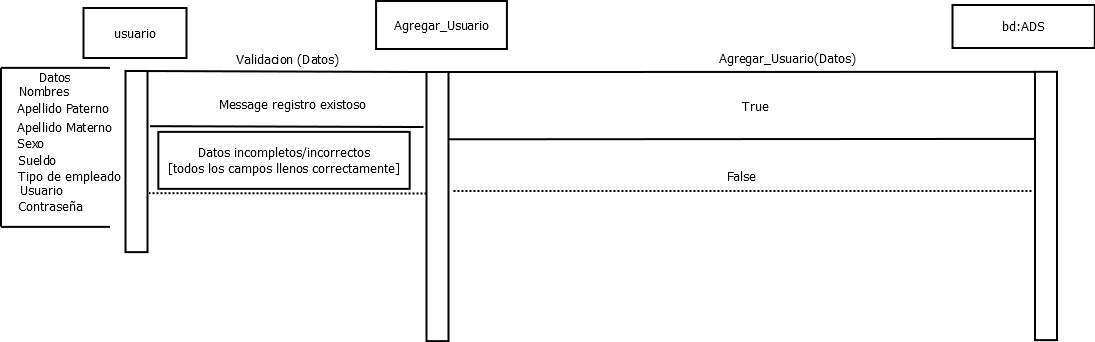 usuario
Agregar_Usuario
bd:ADS
Validacion (Datos)
Agregar_Usuario(Datos)
Datos
Nombres
Apellido Paterno
Apellido Materno
Sexo
Sueldo
Tipo de empleado
Usuario
Contraseña
Message registro existoso
True
Datos incompletos/incorrectos
[todos los campos llenos correctamente]
False